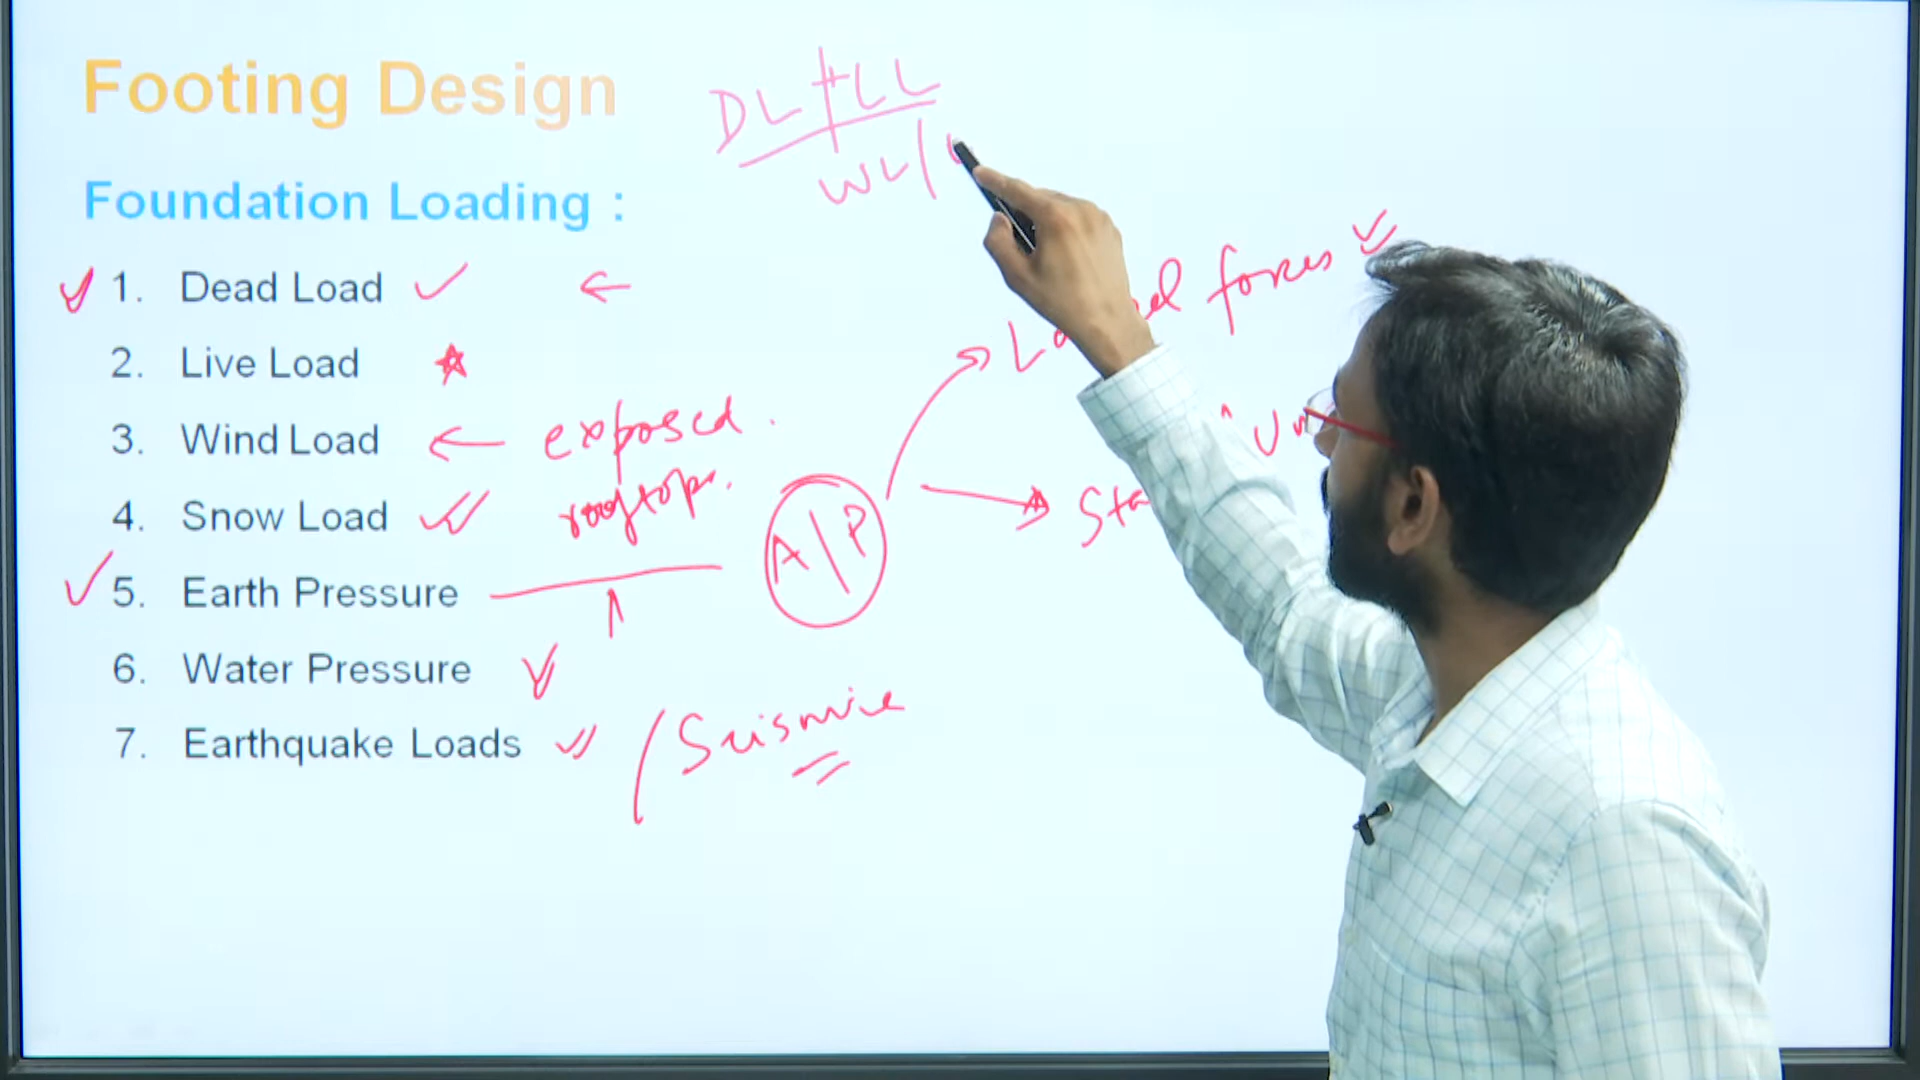 Footing Design
DL + LL
WL /
Foundation Loading :
1. Dead Load
2. Live Load
3. Wind Load ← exposed.
4. Snow Load rooftops.
5. Earth Pressure A/P
6. Water Pressure
7. Earthquake Loads / Seismic
forces